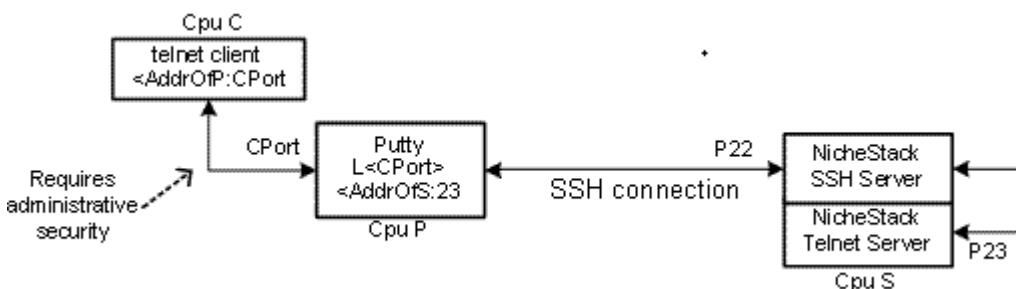 Cpu C
telnet client
<AddrOfP:CPort
CPort
Putty
L<CPort>
<AddrOfS:23
Cpu P
Requires
administrative
security
P22
SSH connection
NicheStack
SSH Server
NicheStack
Telnet Server
P23
Cpu S